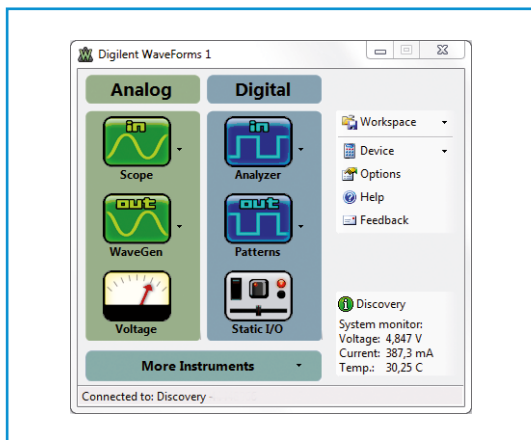 Digilent WaveForms 1
Analog
Digital
in
in
Scope
Analyzer
out
out
WaveGen
Patterns
Voltage
Static I/O
More Instruments
Workspace
Device
Options
Help
Feedback
Discovery
System monitor:
Voltage: 4,847 V
Current: 387,3 mA
Temp.: 30,25 C
Connected to: Discovery -